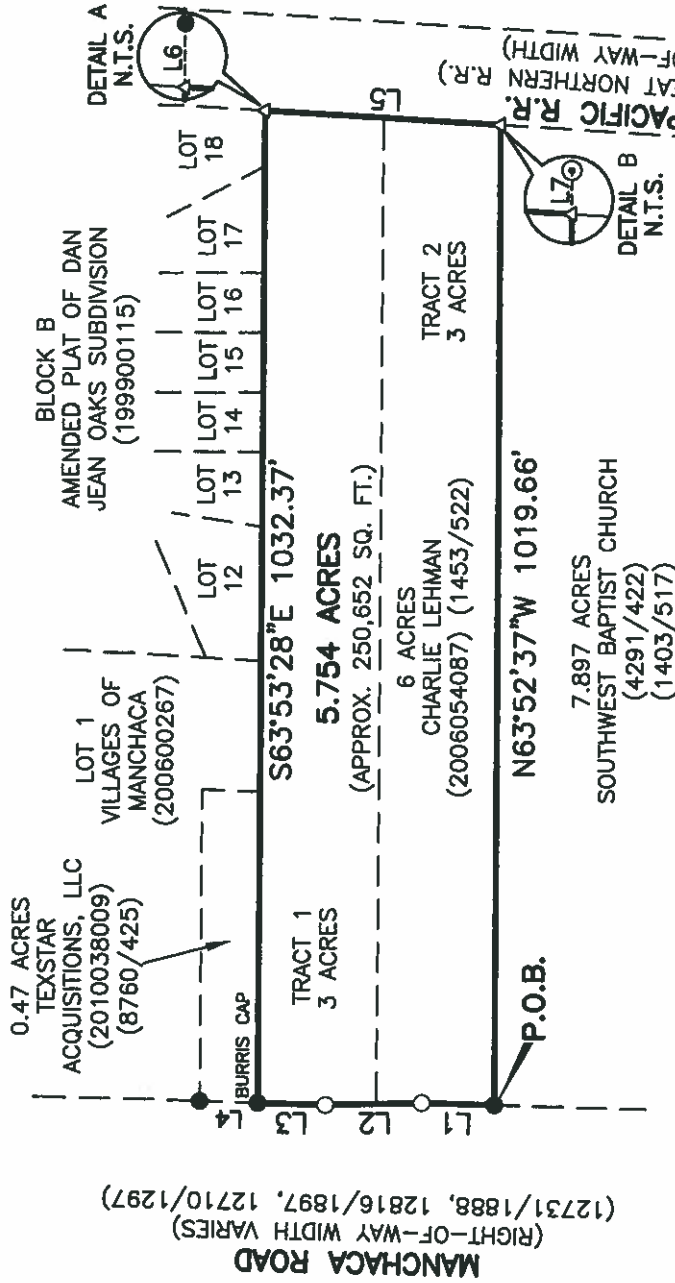 DETAIL A
N.T.S.
L6
BLOCK B
AMENDED PLAT OF DAN
JEAN OAKS SUBDIVISION
(199900115)
0.47 ACRES
TEXSTAR
ACQUISITIONS, LLC
(2010038009)
(8760/425)
LOT 1
VILLAGES OF
MANCHACA
(200600267)
LOT
12
LOT
13
LOT
14
LOT
15
LOT
16
LOT
17
LOT
18
BURRIS CAP
S63°53'28"E 1032.37'
5.754 ACRES
(APPROX. 250,652 SQ. FT.)
TRACT 1
3 ACRES
6 ACRES
CHARLIE LEHMAN
(2006054087) (1453/522)
TRACT 2
3 ACRES
N63°52'37"W 1019.66'
P.O.B.
7.897 ACRES
SOUTHWEST BAPTIST CHURCH
(4291/422)
(1403/517)
L1
L2
L3
L4
L5
L7
DETAIL B
N.T.S.
MANCHACA ROAD
(RIGHT-OF-WAY WIDTH VARIES)
(12731/1888, 12816/1897, 12710/1297)
PACIFIC R.R.
EAT NORTHERN R.R.)
OF-WAY WIDTH)